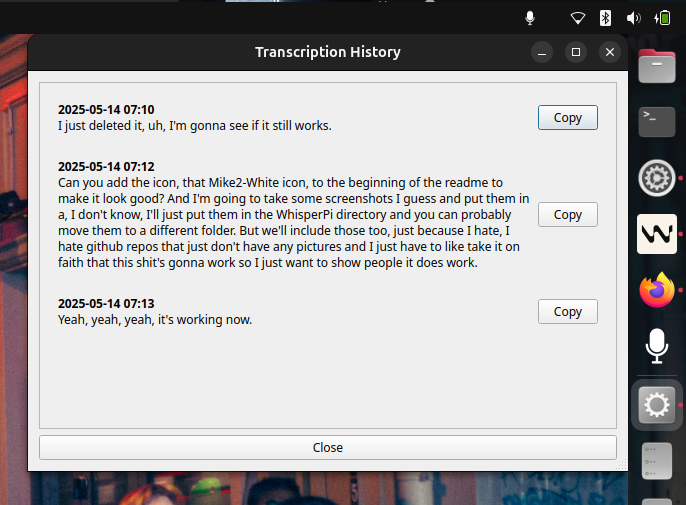 Transcription History
2025-05-14 07:10
I just deleted it, uh, I'm gonna see if it still works.
Copy
2025-05-14 07:12
Can you add the icon, that Mike2-White icon, to the beginning of the readme to
make it look good? And I'm going to take some screenshots I guess and put them in
a, I don't know, I'll just put them in the WhisperPi directory and you can probably
move them to a different folder. But we'll include those too, just because I hate, I
hate github repos that just don't have any pictures and I just have to like take it on
faith that this shit's gonna work so I just want to show people it does work.
Copy
2025-05-14 07:13
Yeah, yeah, yeah, it's working now.
Copy
Close